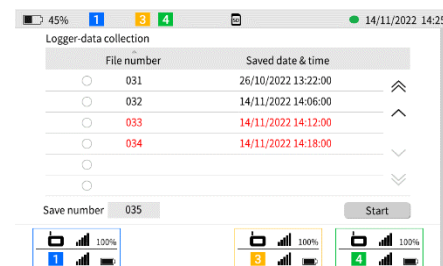 45% 1 3 4 SD 14/11/2022 14:25
Logger-data collection
File number Saved date & time
031 26/10/2022 13:22:00
032 14/11/2022 14:06:00
033 14/11/2022 14:12:00
034 14/11/2022 14:18:00
Save number 035 Start
100% 100% 100%
1 3 4